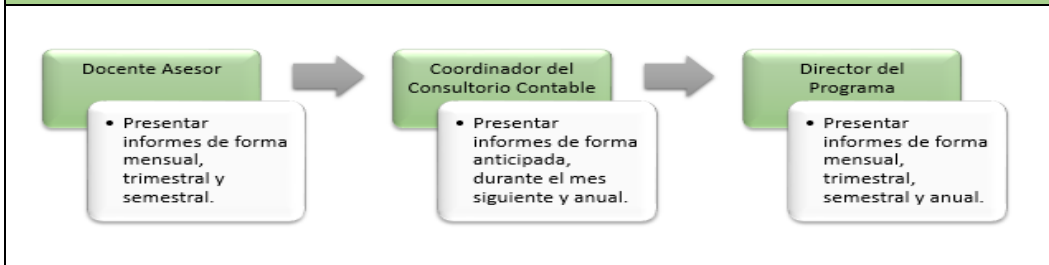 Docente Asesor
• Presentar
informes de forma
mensual,
trimestral y
semestral.
Coordinador del
Consultorio Contable
• Presentar
informes de forma
anticipada,
durante el mes
siguiente y anual.
Director del
Programa
• Presentar
informes de forma
mensual,
trimestral,
semestral y anual.